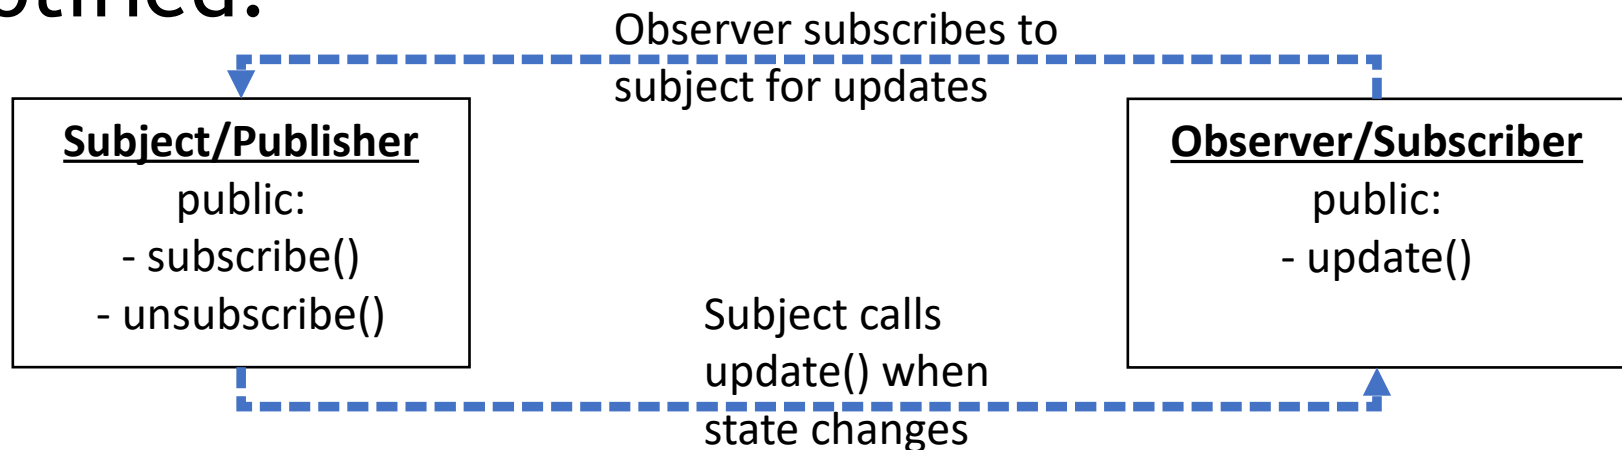 Observer subscribes to
subject for updates
Subject/Publisher
public:
- subscribe()
- unsubscribe()
Observer/Subscriber
public:
- update()
Subject calls
update() when
state changes